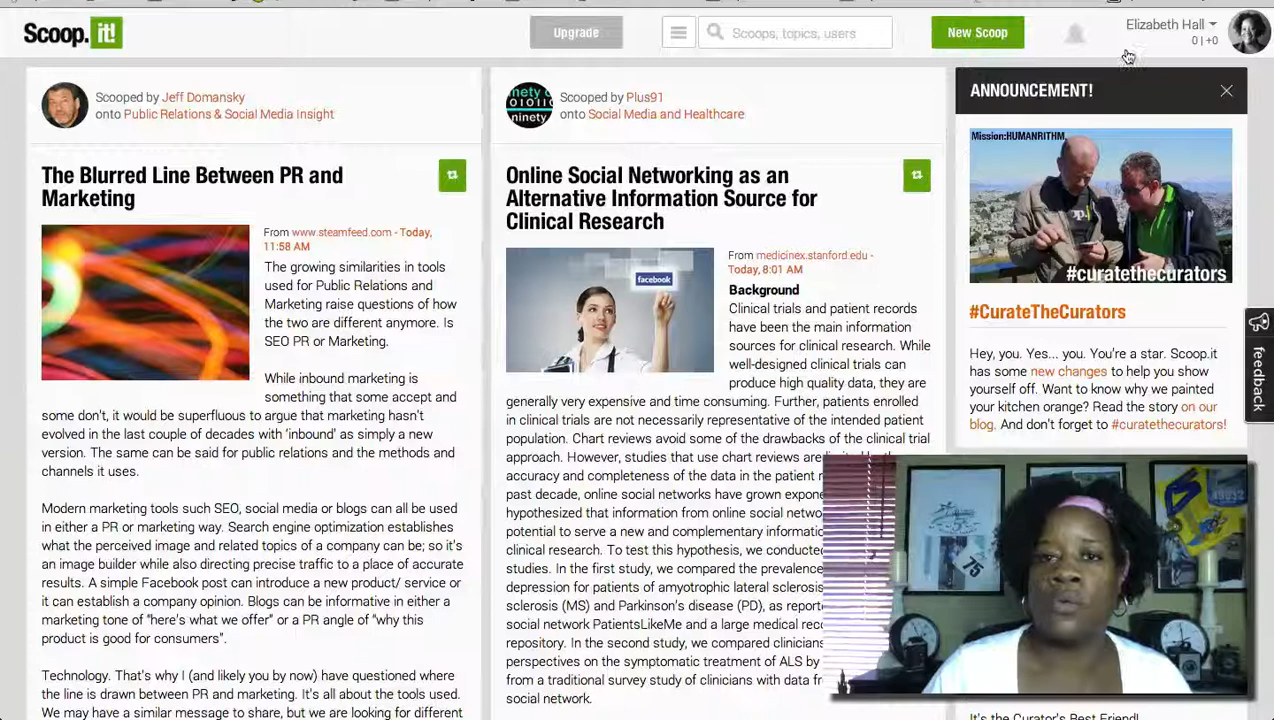 Scoop.it!
Upgrade
Scoops, topics, users
New Scoop
Elizabeth Hall
0 | +0
Scooped by Jeff Domansky
onto Public Relations & Social Media Insight
The Blurred Line Between PR and
Marketing
From www.steamfeed.com - Today,
11:58 AM
The growing similarities in tools
used for Public Relations and
Marketing raise questions of how
the two are different anymore. Is
SEO PR or Marketing.
While inbound marketing is
something that some accept and
some don't, it would be superfluous to argue that marketing hasn't
evolved in the last couple of decades with 'inbound' as simply a new
version. The same can be said for public relations and the methods and
channels it uses.
Modern marketing tools such SEO, social media or blogs can all be used
in either a PR or marketing way. Search engine optimization establishes
what the perceived image and related topics of a company can be; so it's
an image builder while also directing precise traffic to a place of accurate
results. A simple Facebook post can introduce a new product/ service or
it can establish a company opinion. Blogs can be informative in either a
marketing tone of "here's what we offer" or a PR angle of "why this
product is good for consumers".
Technology. That's why I (and likely you by now) have questioned where
the line is drawn between PR and marketing. It's all about the tools used.
We may have a similar message to share, but we are looking for different
Scooped by Plus91
onto Social Media and Healthcare
nety
01011
ninety
Online Social Networking as an
Alternative Information Source for
Clinical Research
facebook
From medicinex.stanford.edu -
Today, 8:01 AM
Background
Clinical trials and patient records
have been the main information
sources for clinical research. While
well-designed clinical trials can
produce high quality data, they are
generally very expensive and time consuming. Further, patients enrolled
in clinical trials are not necessarily representative of the intended patient
population. Chart reviews avoid some of the drawbacks of the clinical trial
approach. However, studies that use chart reviews are
accuracy and completeness of the data in the patient
past decade, online social networks have grown
hypothesized that information from online social
potential to serve a new and complementary
clinical research. To test this hypothesis, we conducted
studies. In the first study, we compared the
depression for patients of amyotrophic lateral
sclerosis (MS) and Parkinson's disease (PD), as
social network PatientsLikeMe and a large medical
repository. In the second study, we compared
perspectives on the symptomatic treatment of ALS by
from a traditional survey study of clinicians with data
social network.
ANNOUNCEMENT!
Mission:HUMANRITHM
#curatethecurators
#CurateTheCurators
Hey, you. Yes... you. You're a star. Scoop.it
has some new changes to help you show
yourself off. Want to know why we painted
your kitchen orange? Read the story on our
blog. And don't forget to #curatethecurators!
feedback
75
It's the Curator's Best Friend!